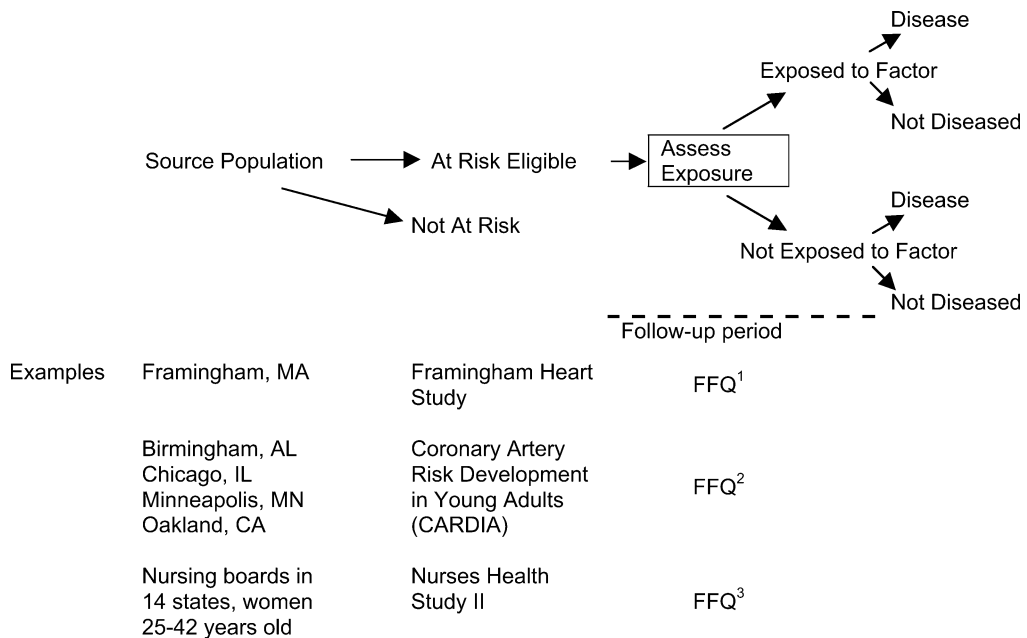 Disease
Exposed to Factor
Not Diseased
Source Population
At Risk Eligible
Assess
Exposure
Not At Risk
Disease
Not Exposed to Factor
Not Diseased
Follow-up period
Examples
Framingham, MA
Framingham Heart
Study
FFQ1
Birmingham, AL
Chicago, IL
Minneapolis, MN
Oakland, CA
Coronary Artery
Risk Development
in Young Adults
(CARDIA)
FFQ2
Nursing boards in
14 states, women
25-42 years old
Nurses Health
Study II
FFQ3